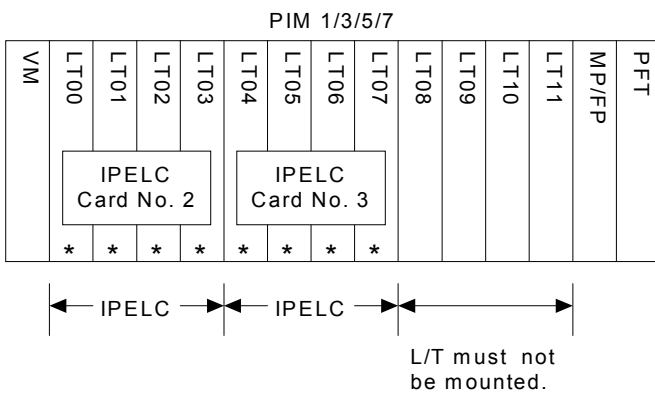 PIM 1/3/5/7
VM
LT00
LT01
LT02
LT03
LT04
LT05
LT06
LT07
LT08
LT09
LT10
LT11
MP/FP
PFT
IPELC
Card No. 2
IPELC
Card No. 3
* * * * * * * *
IPELC
IPELC
L/T must not
be mounted.